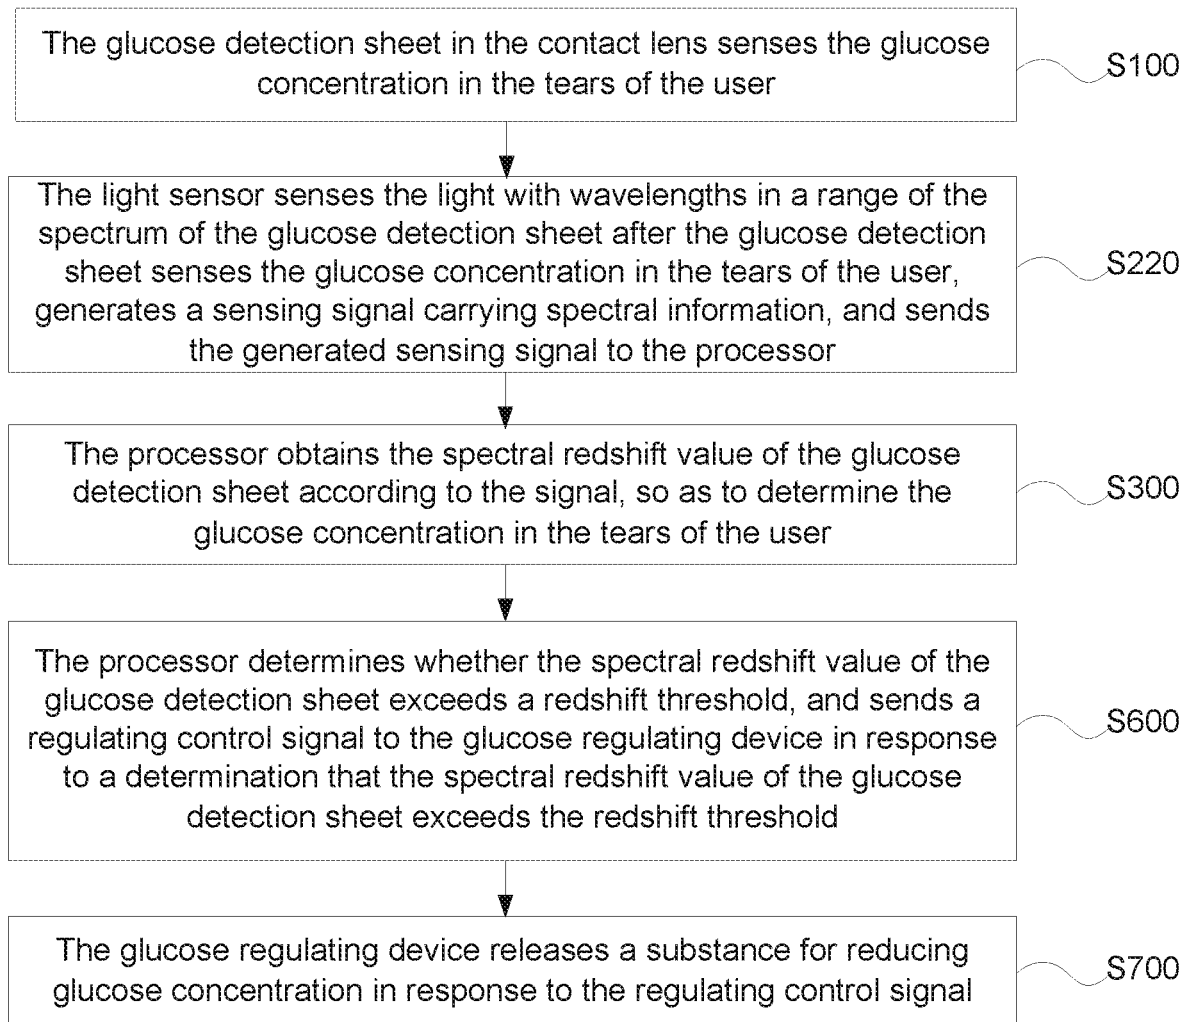 The glucose detection sheet in the contact lens senses the glucose
concentration in the tears of the user
S100
The light sensor senses the light with wavelengths in a range of the
spectrum of the glucose detection sheet after the glucose detection
sheet senses the glucose concentration in the tears of the user,
generates a sensing signal carrying spectral information, and sends
the generated sensing signal to the processor
S220
The processor obtains the spectral redshift value of the glucose
detection sheet according to the signal, so as to determine the
glucose concentration in the tears of the user
S300
The processor determines whether the spectral redshift value of the
glucose detection sheet exceeds a redshift threshold, and sends a
regulating control signal to the glucose regulating device in response
to a determination that the spectral redshift value of the glucose
detection sheet exceeds the redshift threshold
S600
The glucose regulating device releases a substance for reducing
glucose concentration in response to the regulating control signal
S700